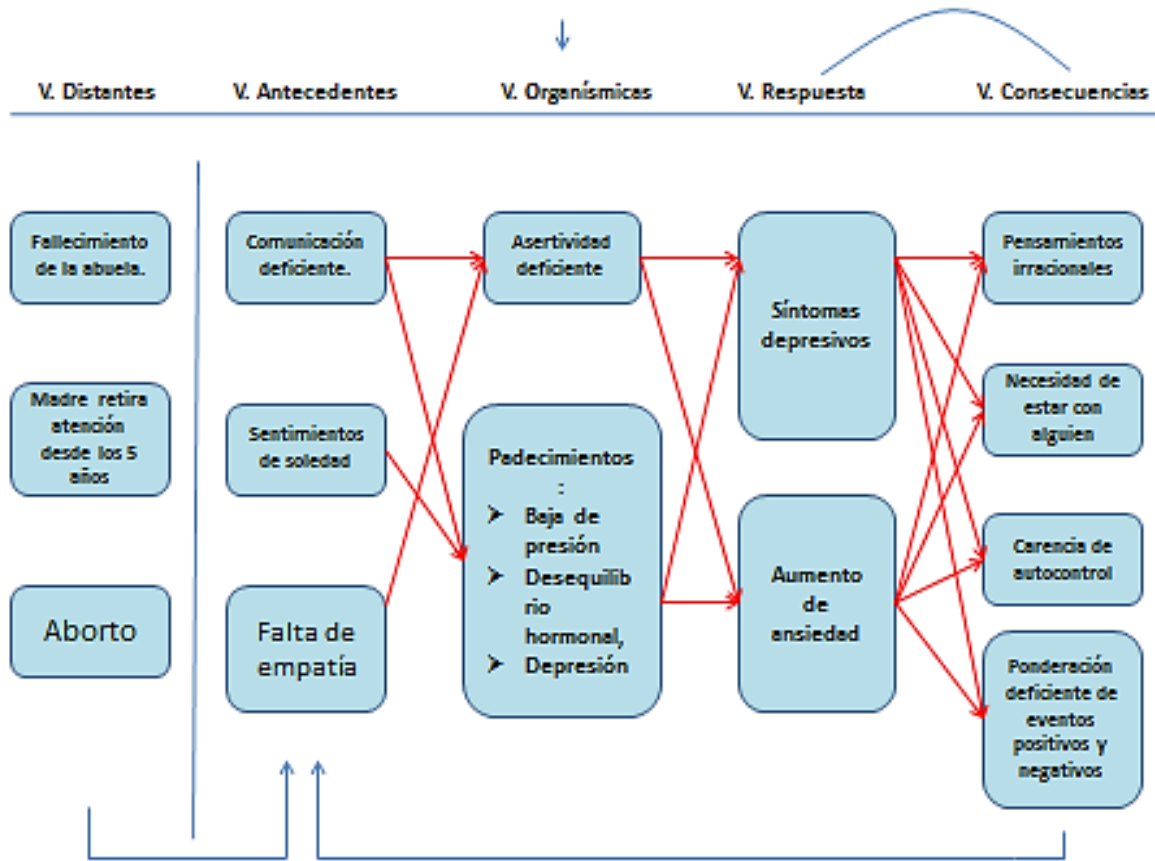 V. Distantes
V. Antecedentes
V. Organísmicas
V. Respuesta
V. Consecuencias
Fallecimiento
de la abuela.
Madre retira
atención
desde los 5
años
Aborto
Comunicación
deficiente.
Sentimientos
de soledad
Falta de
empatía
Asertividad
deficiente
Padecimientos
:
➤ Baja de
presión
➤ Desequilib
rio
hormonal,
➤ Depresión
Síntomas
depresivos
Aumento
de
ansiedad
Pensamientos
irracionales
Necesidad de
estar con
alguien
Carencia de
autocontrol
Ponderación
deficiente de
eventos
positivos y
negativos